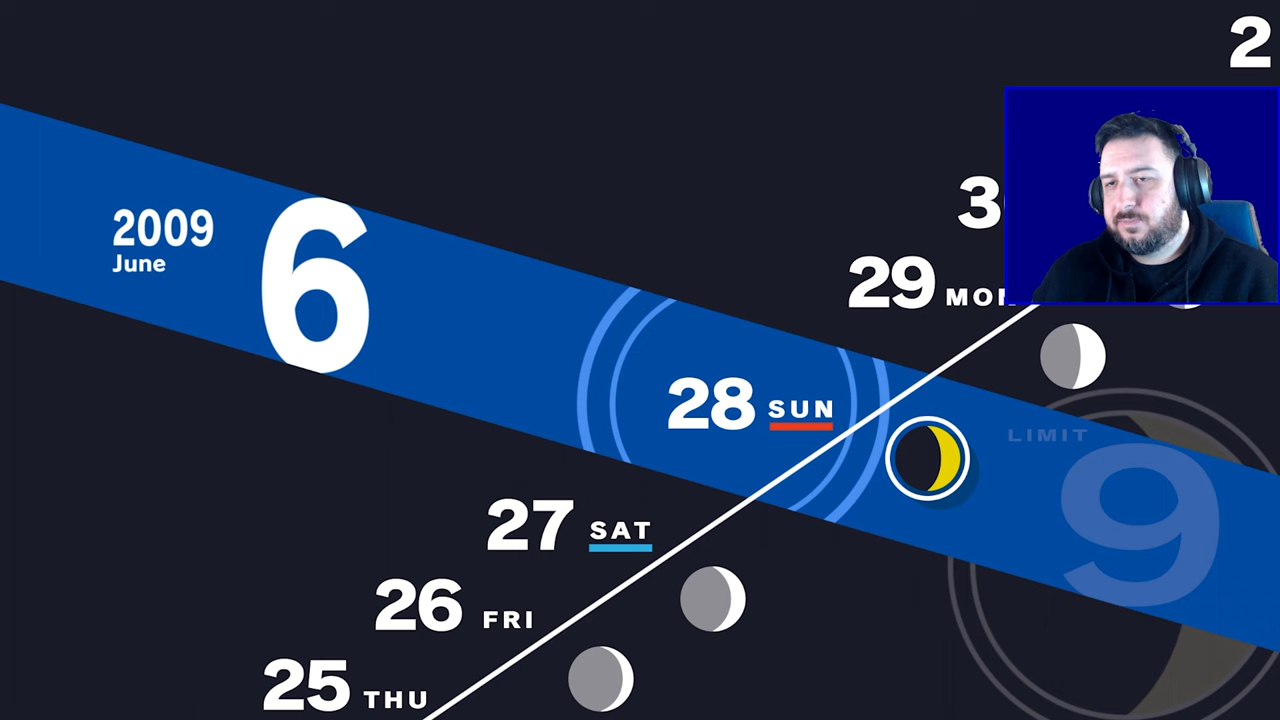 2
3
2009
June
6
29 MON
28 SUN
LIMIT
9
27 SAT
26 FRI
25 THU